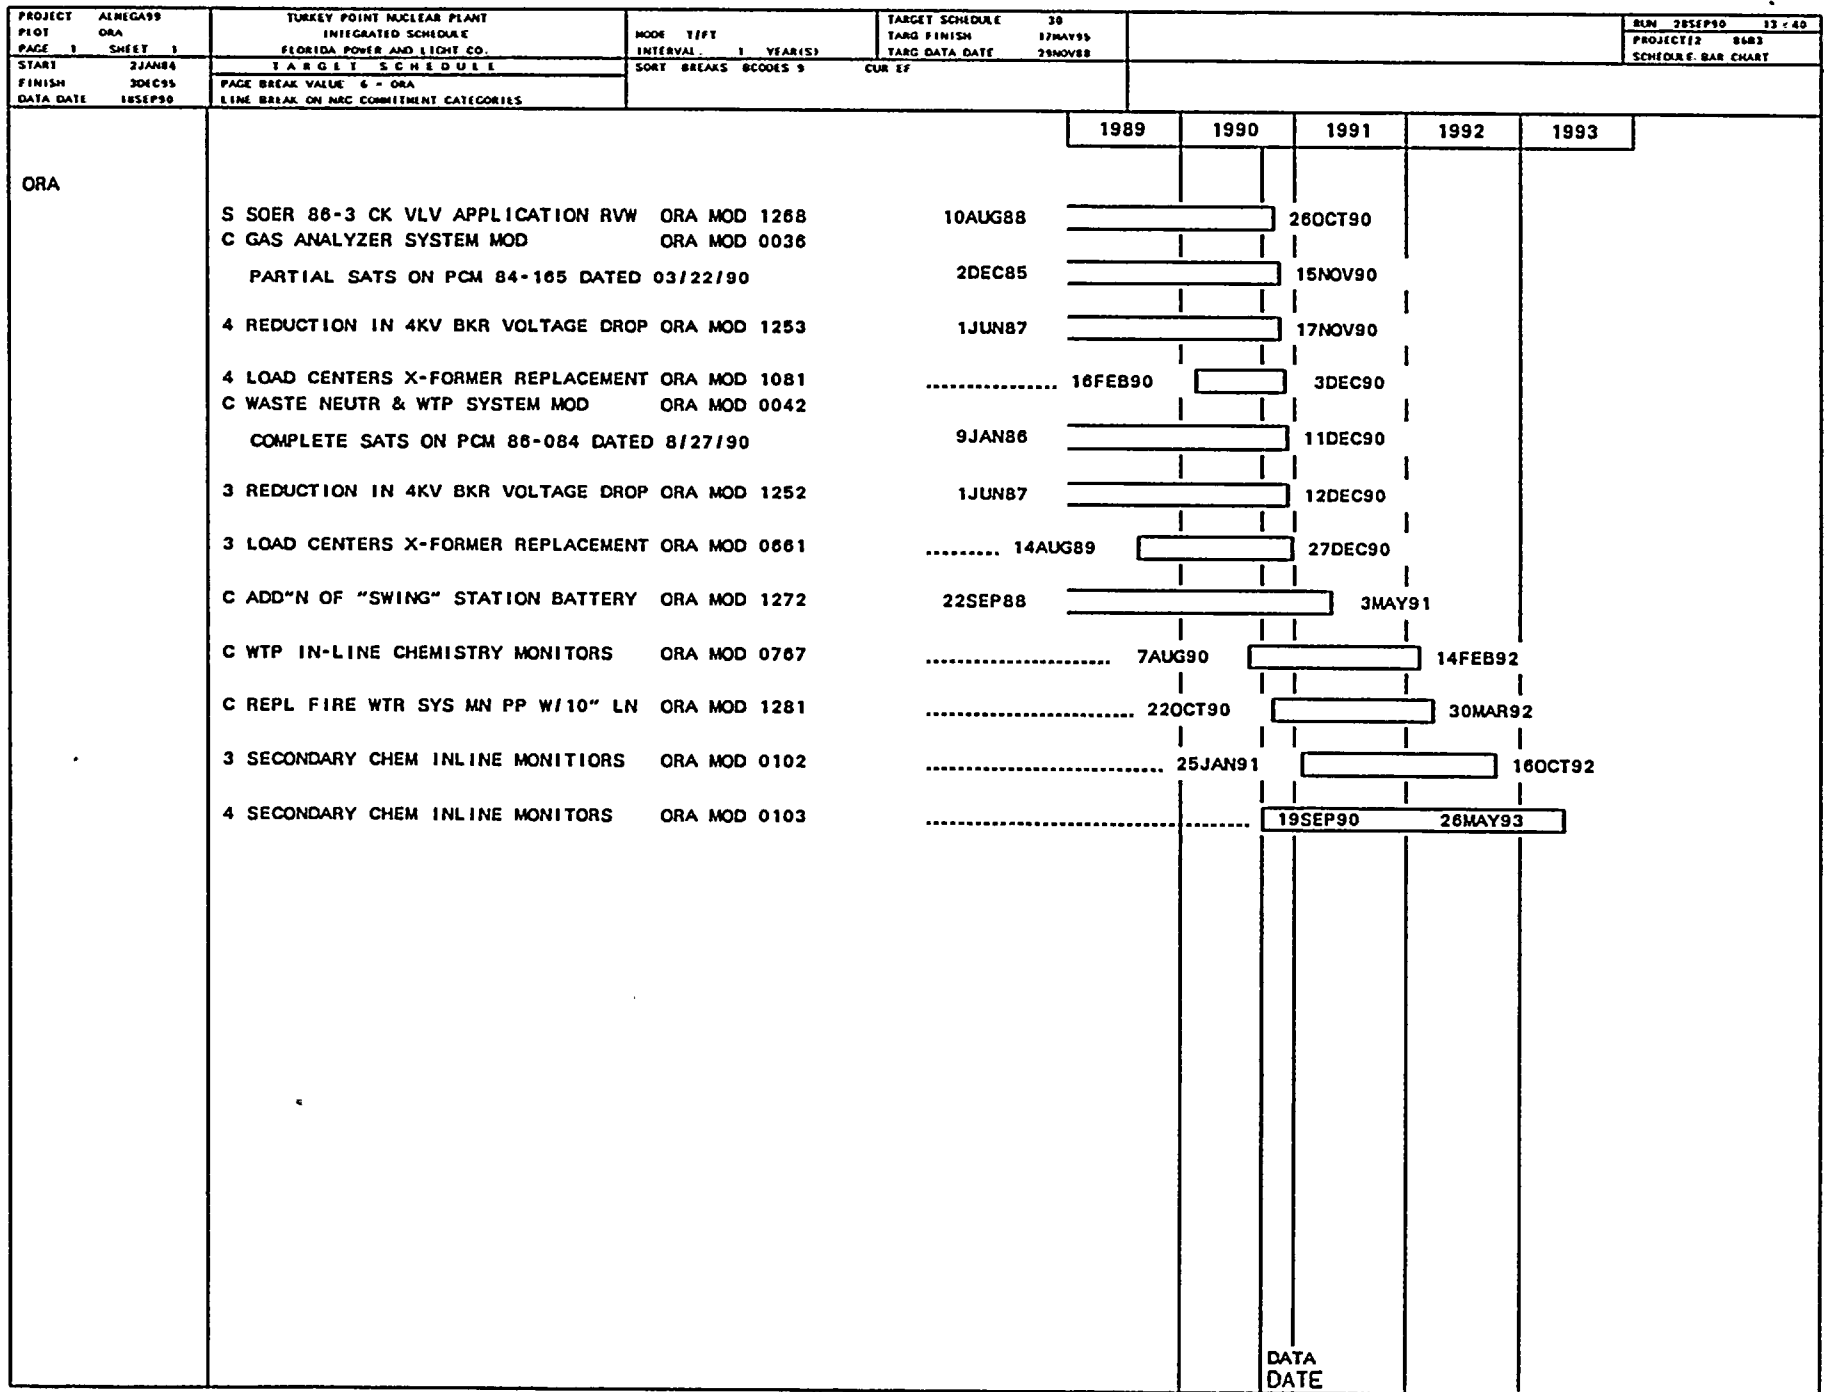 PROJECT ALMEGA99
PLOT ORA
PAGE 1 SHEET 1
START 2JAN84
FINISH 3DEC95
DATA DATE 18SEP90
TURKEY POINT NUCLEAR PLANT
INTEGRATED SCHEDULE
FLORIDA POWER AND LIGHT CO.
TARGET SCHEDULE
PAGE BREAK VALUE 6 - ORA
LINE BREAK ON NRC COMMITMENT CATEGORIES
MODE T/FT
INTERVAL. 1 YEAR(S)
SORT BREAKS BCODES 9 CUR EF
TARGET SCHEDULE 30
TARG FINISH 17MAY95
TARG DATA DATE 29NOV88
RUN 28SEP90 13:40
PROJECT/2 86B3
SCHEDULE BAR CHART
1989 1990 1991 1992 1993
ORA
S SOER 86-3 CK VLV APPLICATION RVW ORA MOD 1268 10AUG88 26OCT90
C GAS ANALYZER SYSTEM MOD ORA MOD 0036
PARTIAL SATS ON PCM 84-165 DATED 03/22/90 2DEC85 15NOV90
4 REDUCTION IN 4KV BKR VOLTAGE DROP ORA MOD 1253 1JUN87 17NOV90
4 LOAD CENTERS X-FORMER REPLACEMENT ORA MOD 1081 16FEB90 3DEC90
C WASTE NEUTR & WTP SYSTEM MOD ORA MOD 0042
COMPLETE SATS ON PCM 86-084 DATED 8/27/90 9JAN86 11DEC90
3 REDUCTION IN 4KV BKR VOLTAGE DROP ORA MOD 1252 1JUN87 12DEC90
3 LOAD CENTERS X-FORMER REPLACEMENT ORA MOD 0661 14AUG89 27DEC90
C ADD"N OF "SWING" STATION BATTERY ORA MOD 1272 22SEP88 3MAY91
C WTP IN-LINE CHEMISTRY MONITORS ORA MOD 0767 7AUG90 14FEB92
C REPL FIRE WTR SYS MN PP W/10" LN ORA MOD 1281 22OCT90 30MAR92
3 SECONDARY CHEM INLINE MONITIORS ORA MOD 0102 25JAN91 16OCT92
4 SECONDARY CHEM INLINE MONITORS ORA MOD 0103 19SEP90 26MAY93
DATA
DATE